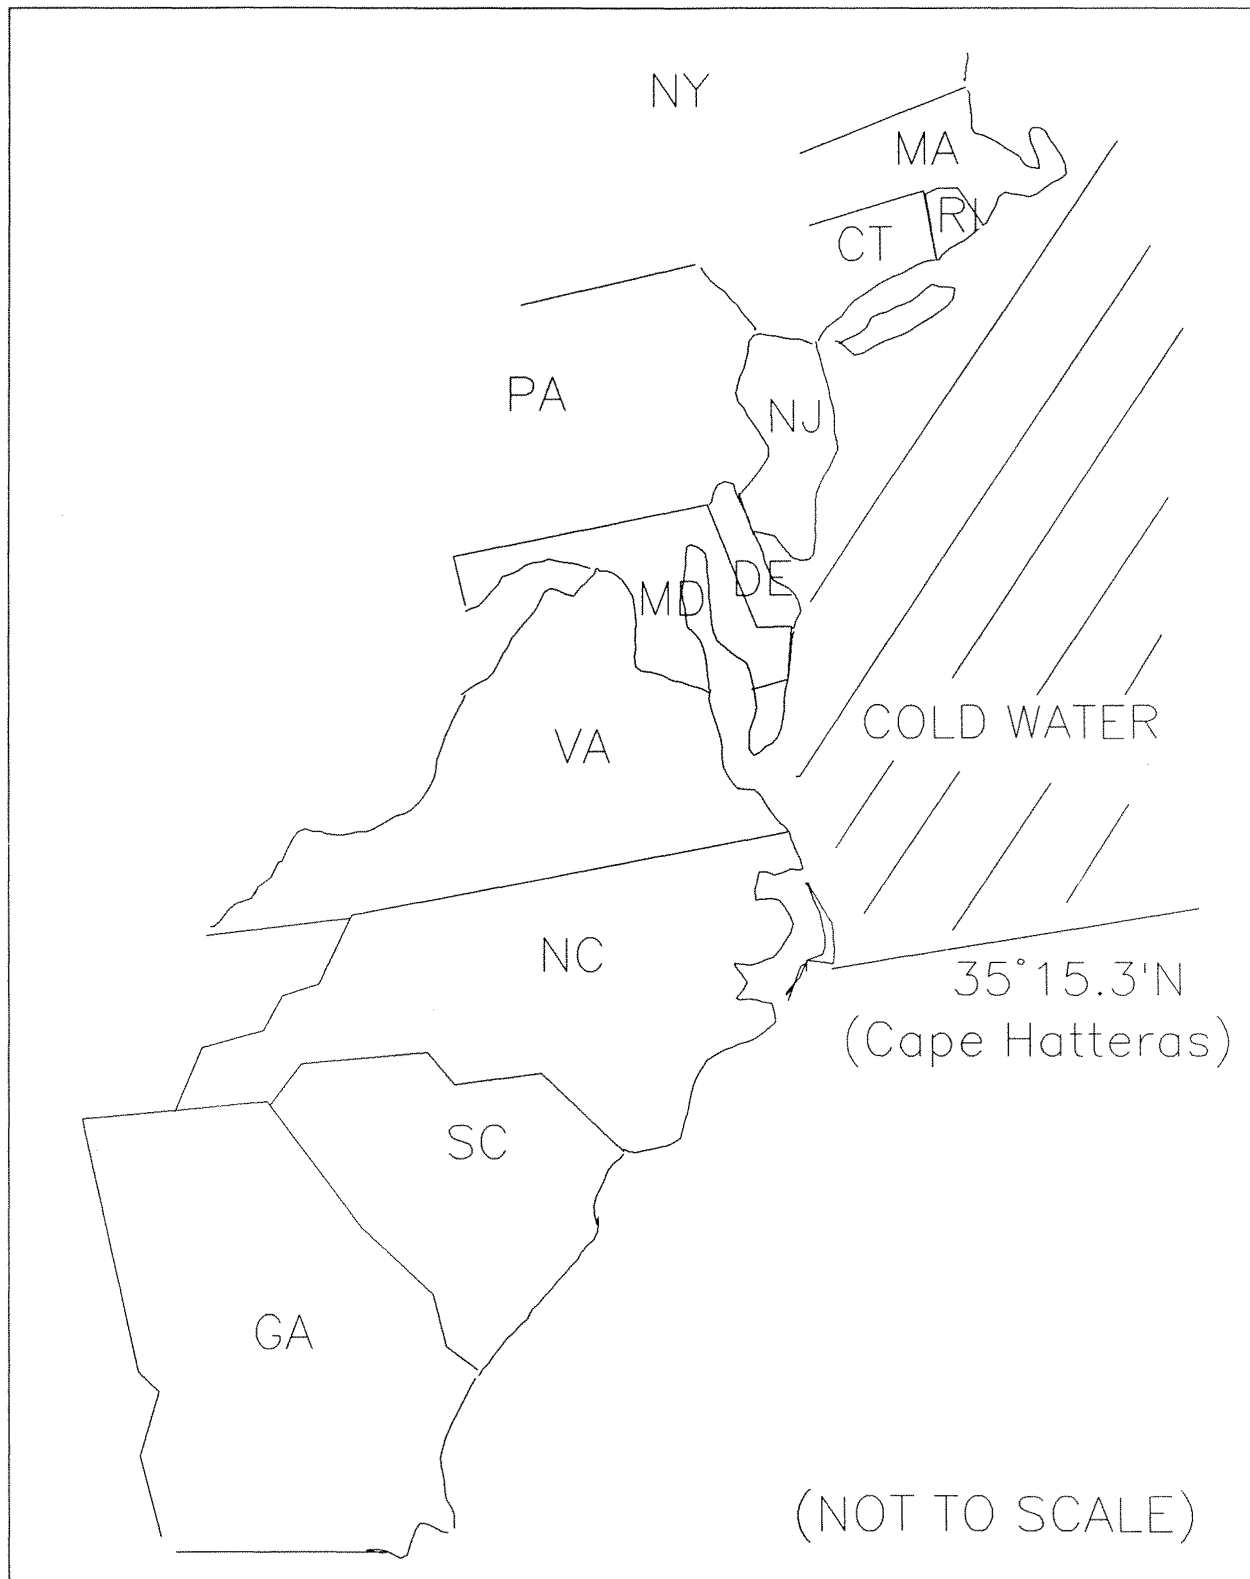 NY
MA
RI
CT
PA
NJ
DE
MD
COLD WATER
VA
NC
35°15.3'N
(Cape Hatteras)
SC
GA
(NOT TO SCALE)